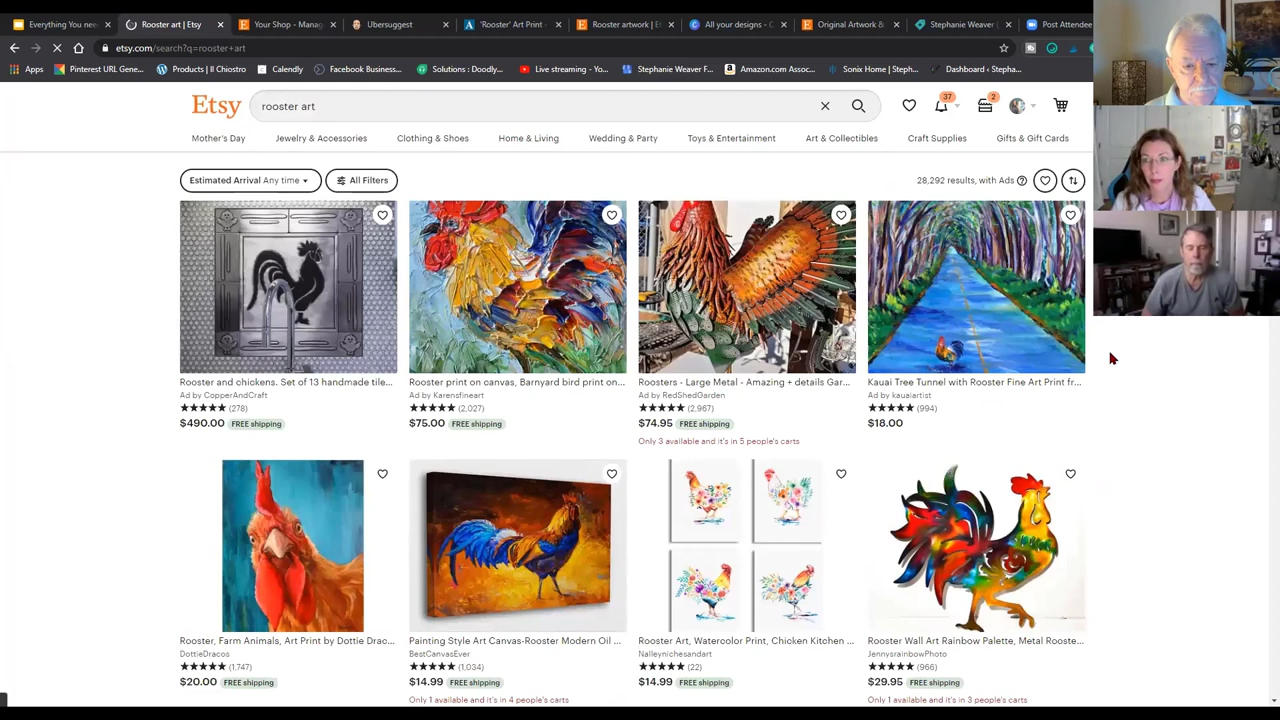 Everything You nee
Rooster art | Etsy
Your Shop - Manag
Ubersuggest
'Rooster' Art Print -
Rooster artwork | Et
All your designs - C
Original Artwork &
Stephanie Weaver (
Post Attendee
etsy.com/search?q=rooster+art
Apps
Pinterest URL Gene...
Products | Il Chiostro
Calendly
Facebook Business...
Solutions : Doodly...
Live streaming - Yo...
Stephanie Weaver F...
Amazon.com Assoc...
Sonix Home | Steph...
Dashboard ‹ Stepha...
Etsy
rooster art
37
2
Mother's Day
Jewelry & Accessories
Clothing & Shoes
Home & Living
Wedding & Party
Toys & Entertainment
Art & Collectibles
Craft Supplies
Gifts & Gift Cards
Estimated Arrival Any time
All Filters
28,292 results, with Ads
Rooster and chickens. Set of 13 handmade tile...
Ad by CopperAndCraft
(278)
$490.00 FREE shipping
Rooster print on canvas, Barnyard bird print on...
Ad by Karensfineart
(2,027)
$75.00 FREE shipping
Roosters - Large Metal - Amazing + details Gar...
Ad by RedShedGarden
(2,967)
$74.95 FREE shipping
Only 3 available and it's in 5 people's carts
Kauai Tree Tunnel with Rooster Fine Art Print fr...
Ad by kauaiartist
(994)
$18.00
Rooster, Farm Animals, Art Print by Dottie Drac...
DottieDracos
(1,747)
$20.00 FREE shipping
Painting Style Art Canvas-Rooster Modern Oil ...
BestCanvasEver
(1,034)
$14.99 FREE shipping
Only 1 available and it's in 4 people's carts
Rooster Art, Watercolor Print, Chicken Kitchen ...
Nalleynichesandart
(22)
$14.99 FREE shipping
Rooster Wall Art Rainbow Palette, Metal Rooste...
JennysrainbowPhoto
(966)
$29.95 FREE shipping
Only 1 available and it's in 3 people's carts